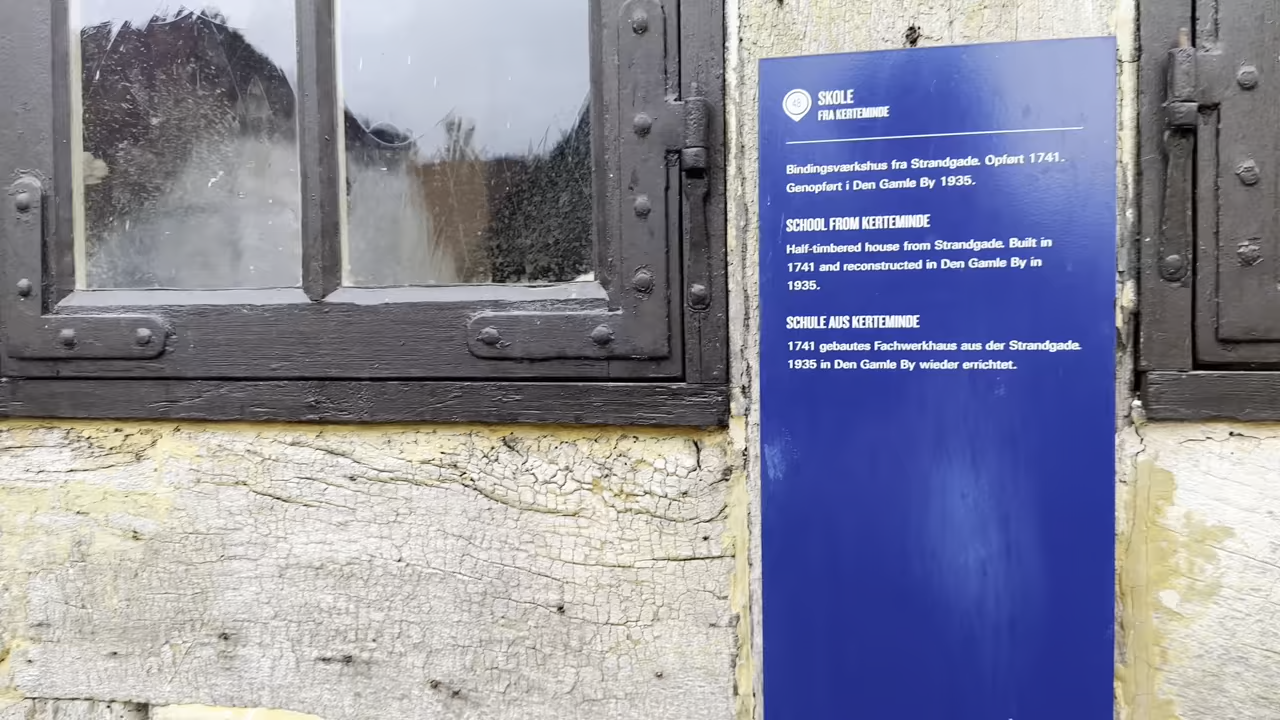 SKOLE
FRA KERTEMINDE
Bindingsværkshus fra Strandgade. Opført 1741.
Genopført i Den Gamle By 1935.
SCHOOL FROM KERTEMINDE
Half-timbered house from Strandgade. Built in
1741 and reconstructed in Den Gamle By in
1935.
SCHULE AUS KERTEMINDE
1741 gebautes Fachwerkhaus aus der Strandgade.
1935 in Den Gamle By wieder errichtet.